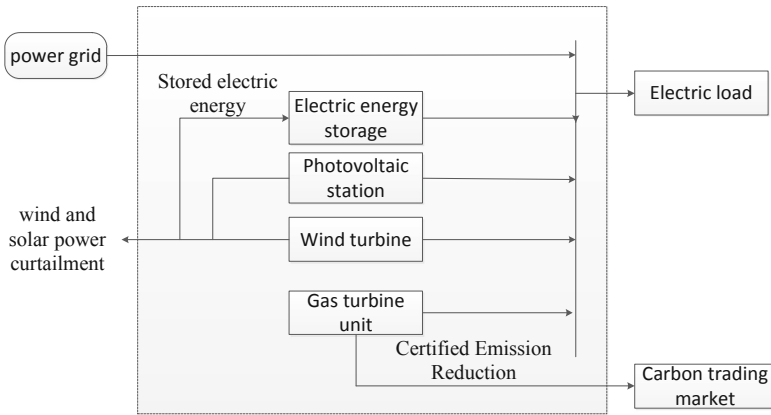 power grid
Stored electric
energy
Electric energy
storage
Electric load
Photovoltaic
station
wind and
solar power
curtailment
Wind turbine
Gas turbine
unit
Certified Emission
Reduction
Carbon trading
market